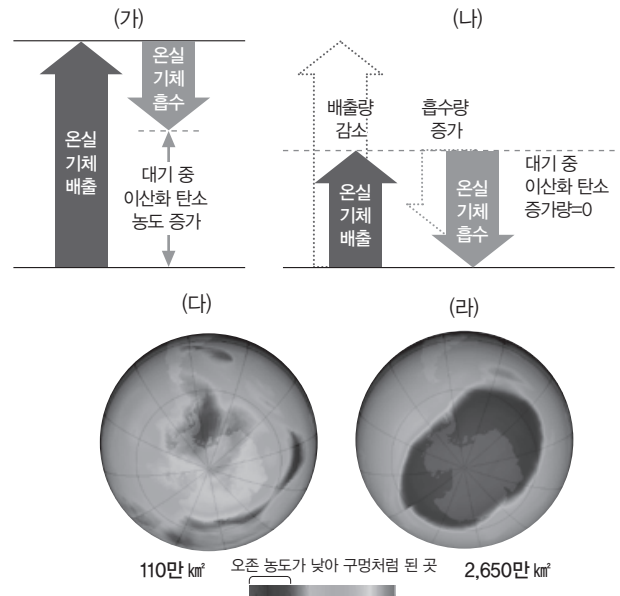 (가)
온실
기체
배출
온실
기체
흡수
대기 중
이산화 탄소
농도 증가
(나)
배출량
감소
온실
기체
배출
흡수량
증가
온실
기체
흡수
대기 중
이산화 탄소
증가량=0
(다)
(라)
110만 ㎢
오존 농도가 낮아 구멍처럼 된 곳
2,650만 ㎢